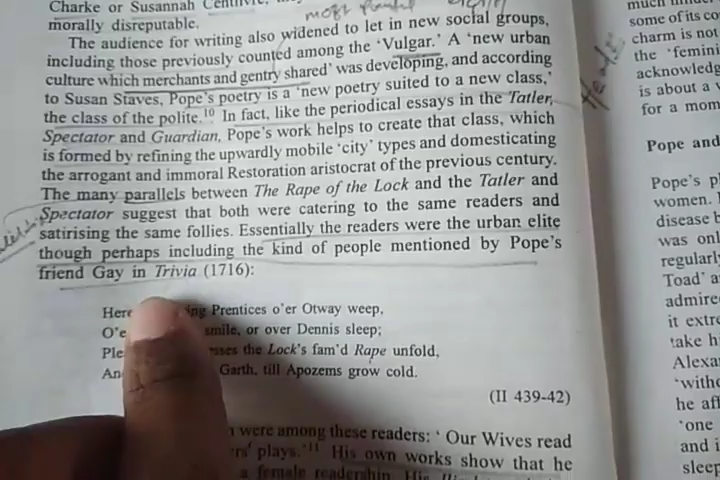 Charke or Susannah Centlivre,
morally disreputable.
The audience for writing also widened to let in new social groups,
including those previously counted among the ‘Vulgar.’ A ‘new urban
culture which merchants and gentry shared’ was developing, and according
to Susan Staves, Pope’s poetry is a ‘new poetry suited to a new class,’
the class of the polite.10 In fact, like the periodical essays in the Tatler,
Spectator and Guardian, Pope’s work helps to create that class, which
is formed by refining the upwardly mobile ‘city’ types and domesticating
the arrogant and immoral Restoration aristocrat of the previous century.
The many parallels between The Rape of the Lock and the Tatler and
Spectator suggest that both were catering to the same readers and
satirising the same follies. Essentially the readers were the urban elite
though perhaps including the kind of people mentioned by Pope’s
friend Gay in Trivia (1716):
Here Prentices o’er Otway weep,
O’e smile, or over Dennis sleep;
Ple the Lock’s fam’d Rape unfold,
An Garth, till Apozems grow cold.
(II 439-42)
were among these readers: ‘ Our Wives read
plays.’11 His own works show that he
a female readership. His
some of its co
charm is not
the ‘femini
acknowledg
is about a
for a mom
Pope and
Pope’s
women.
disease
was onl
regularl
Toad’ a
admire
it extr
take h
Alexa
‘with
he aff
‘one
and i
sleep